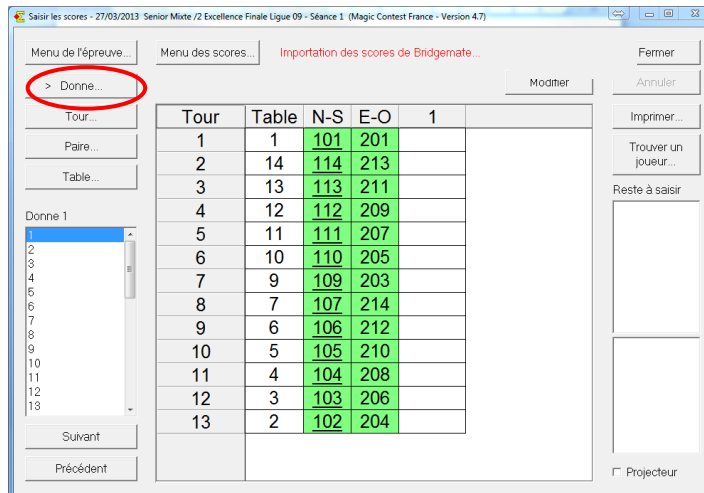 Saisir les scores - 27/03/2013 Senior Mixte /2 Excellence Finale Ligue 09 - Séance 1 (Magic Contest France - Version 4.7)
Menu de l'épreuve... Menu des scores... Importation des scores de Bridgemate... Fermer
> Donne... Modifier Annuler
Tour... Imprimer...
Paire... Trouver un joueur...
Table... Reste à saisir
Tour Table N-S E-O 1
1 1 101 201
2 14 114 213
3 13 113 211
4 12 112 209
5 11 111 207
6 10 110 205
7 9 109 203
8 7 107 214
9 6 106 212
10 5 105 210
11 4 104 208
12 3 103 206
13 2 102 204
Donne 1
1
2
3
4
5
6
7
8
9
10
11
12
13
Suivant
Précédent
Projecteur